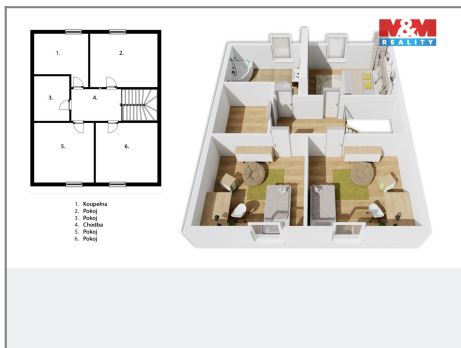 M&M
REALITY
1.
2.
3.
4.
5.
6.
1. Koupelna
2. Pokoj
3. Pokoj
4. Chodba
5. Pokoj
6. Pokoj